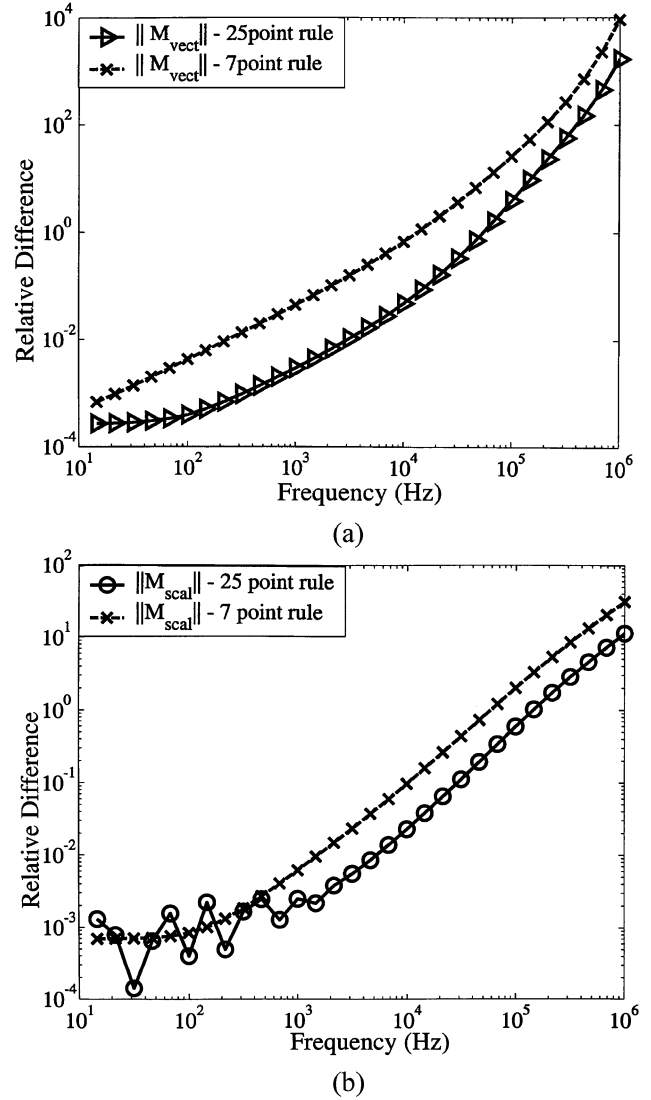 10^4
10^2
10^0
10^-2
10^-4
Relative Difference
|| M_vect || - 25point rule
|| M_vect || - 7point rule
10^1 10^2 10^3 10^4 10^5 10^6
Frequency (Hz)
(a)
10^2
10^1
10^0
10^-1
10^-2
10^-3
10^-4
Relative Difference
||M_scal || - 25 point rule
||M_scal || - 7 point rule
10^1 10^2 10^3 10^4 10^5 10^6
Frequency (Hz)
(b)